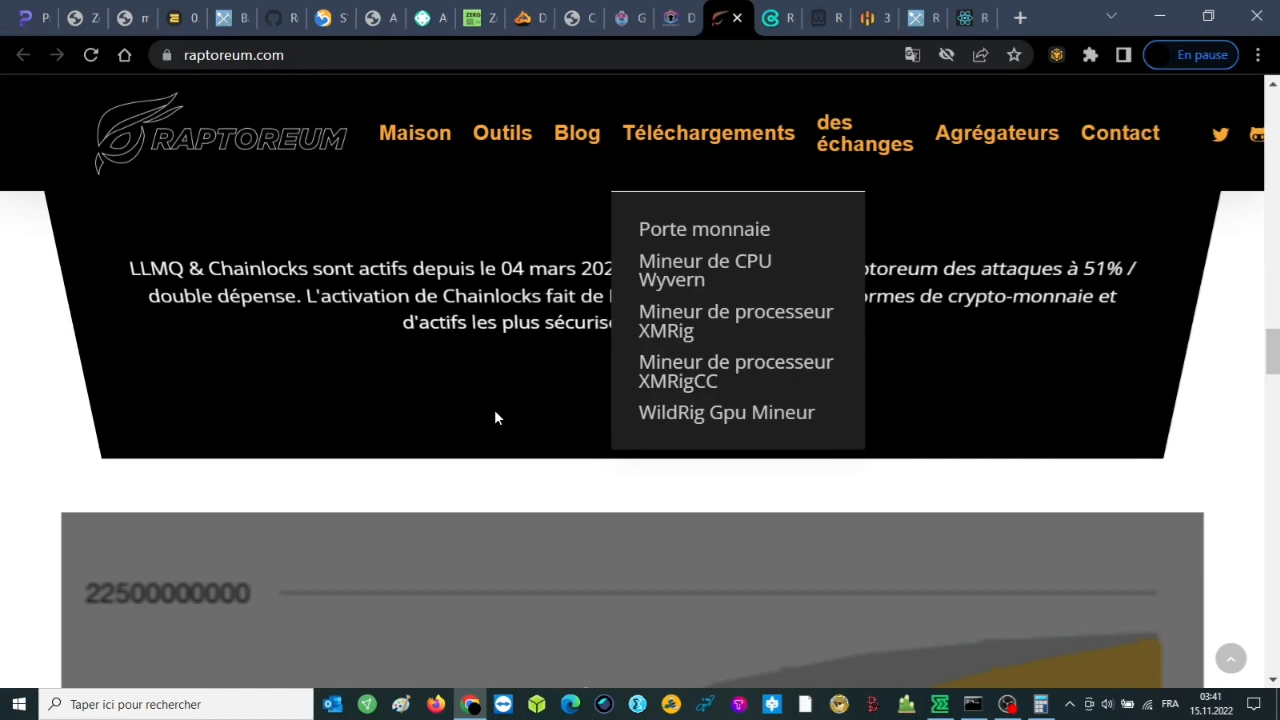 P
Z
m
0
B
R
S
A
A
Z
D
C
G
D
R
R
3
R
R
raptoreum.com
En pause
RAPTOREUM
Maison
Outils
Blog
Téléchargements
des
échanges
Agrégateurs
Contact
Porte monnaie
Mineur de CPU
Wyvern
Mineur de processeur
XMRig
Mineur de processeur
XMRigCC
WildRig Gpu Mineur
LLMQ & Chainlocks sont actifs depuis le 04 mars 202 ptoreum des attaques à 51% /
double dépense. L'activation de Chainlocks fait de ormes de crypto-monnaie et
d'actifs les plus sécuris
22500000000
Taper ici pour rechercher
FRA
03:41
15.11.2022